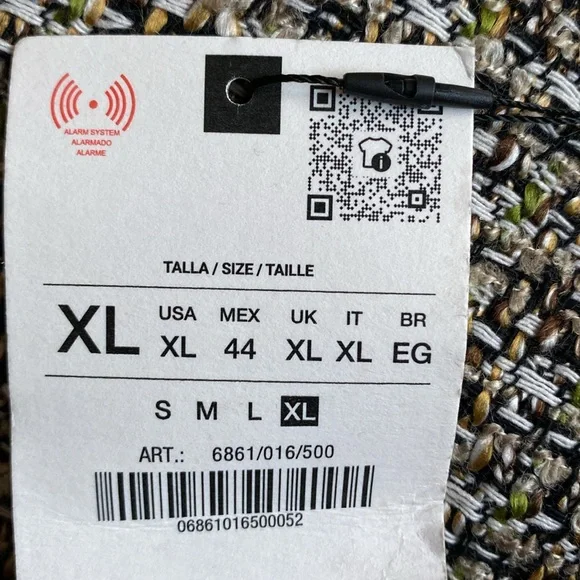 ALARM SYSTEM
ALARMADO
ALARME
i
TALLA / SIZE / TAILLE
XL USA MEX UK IT BR
XL 44 XL XL EG
S M L XL
ART.: 6861/016/500
06861016500052